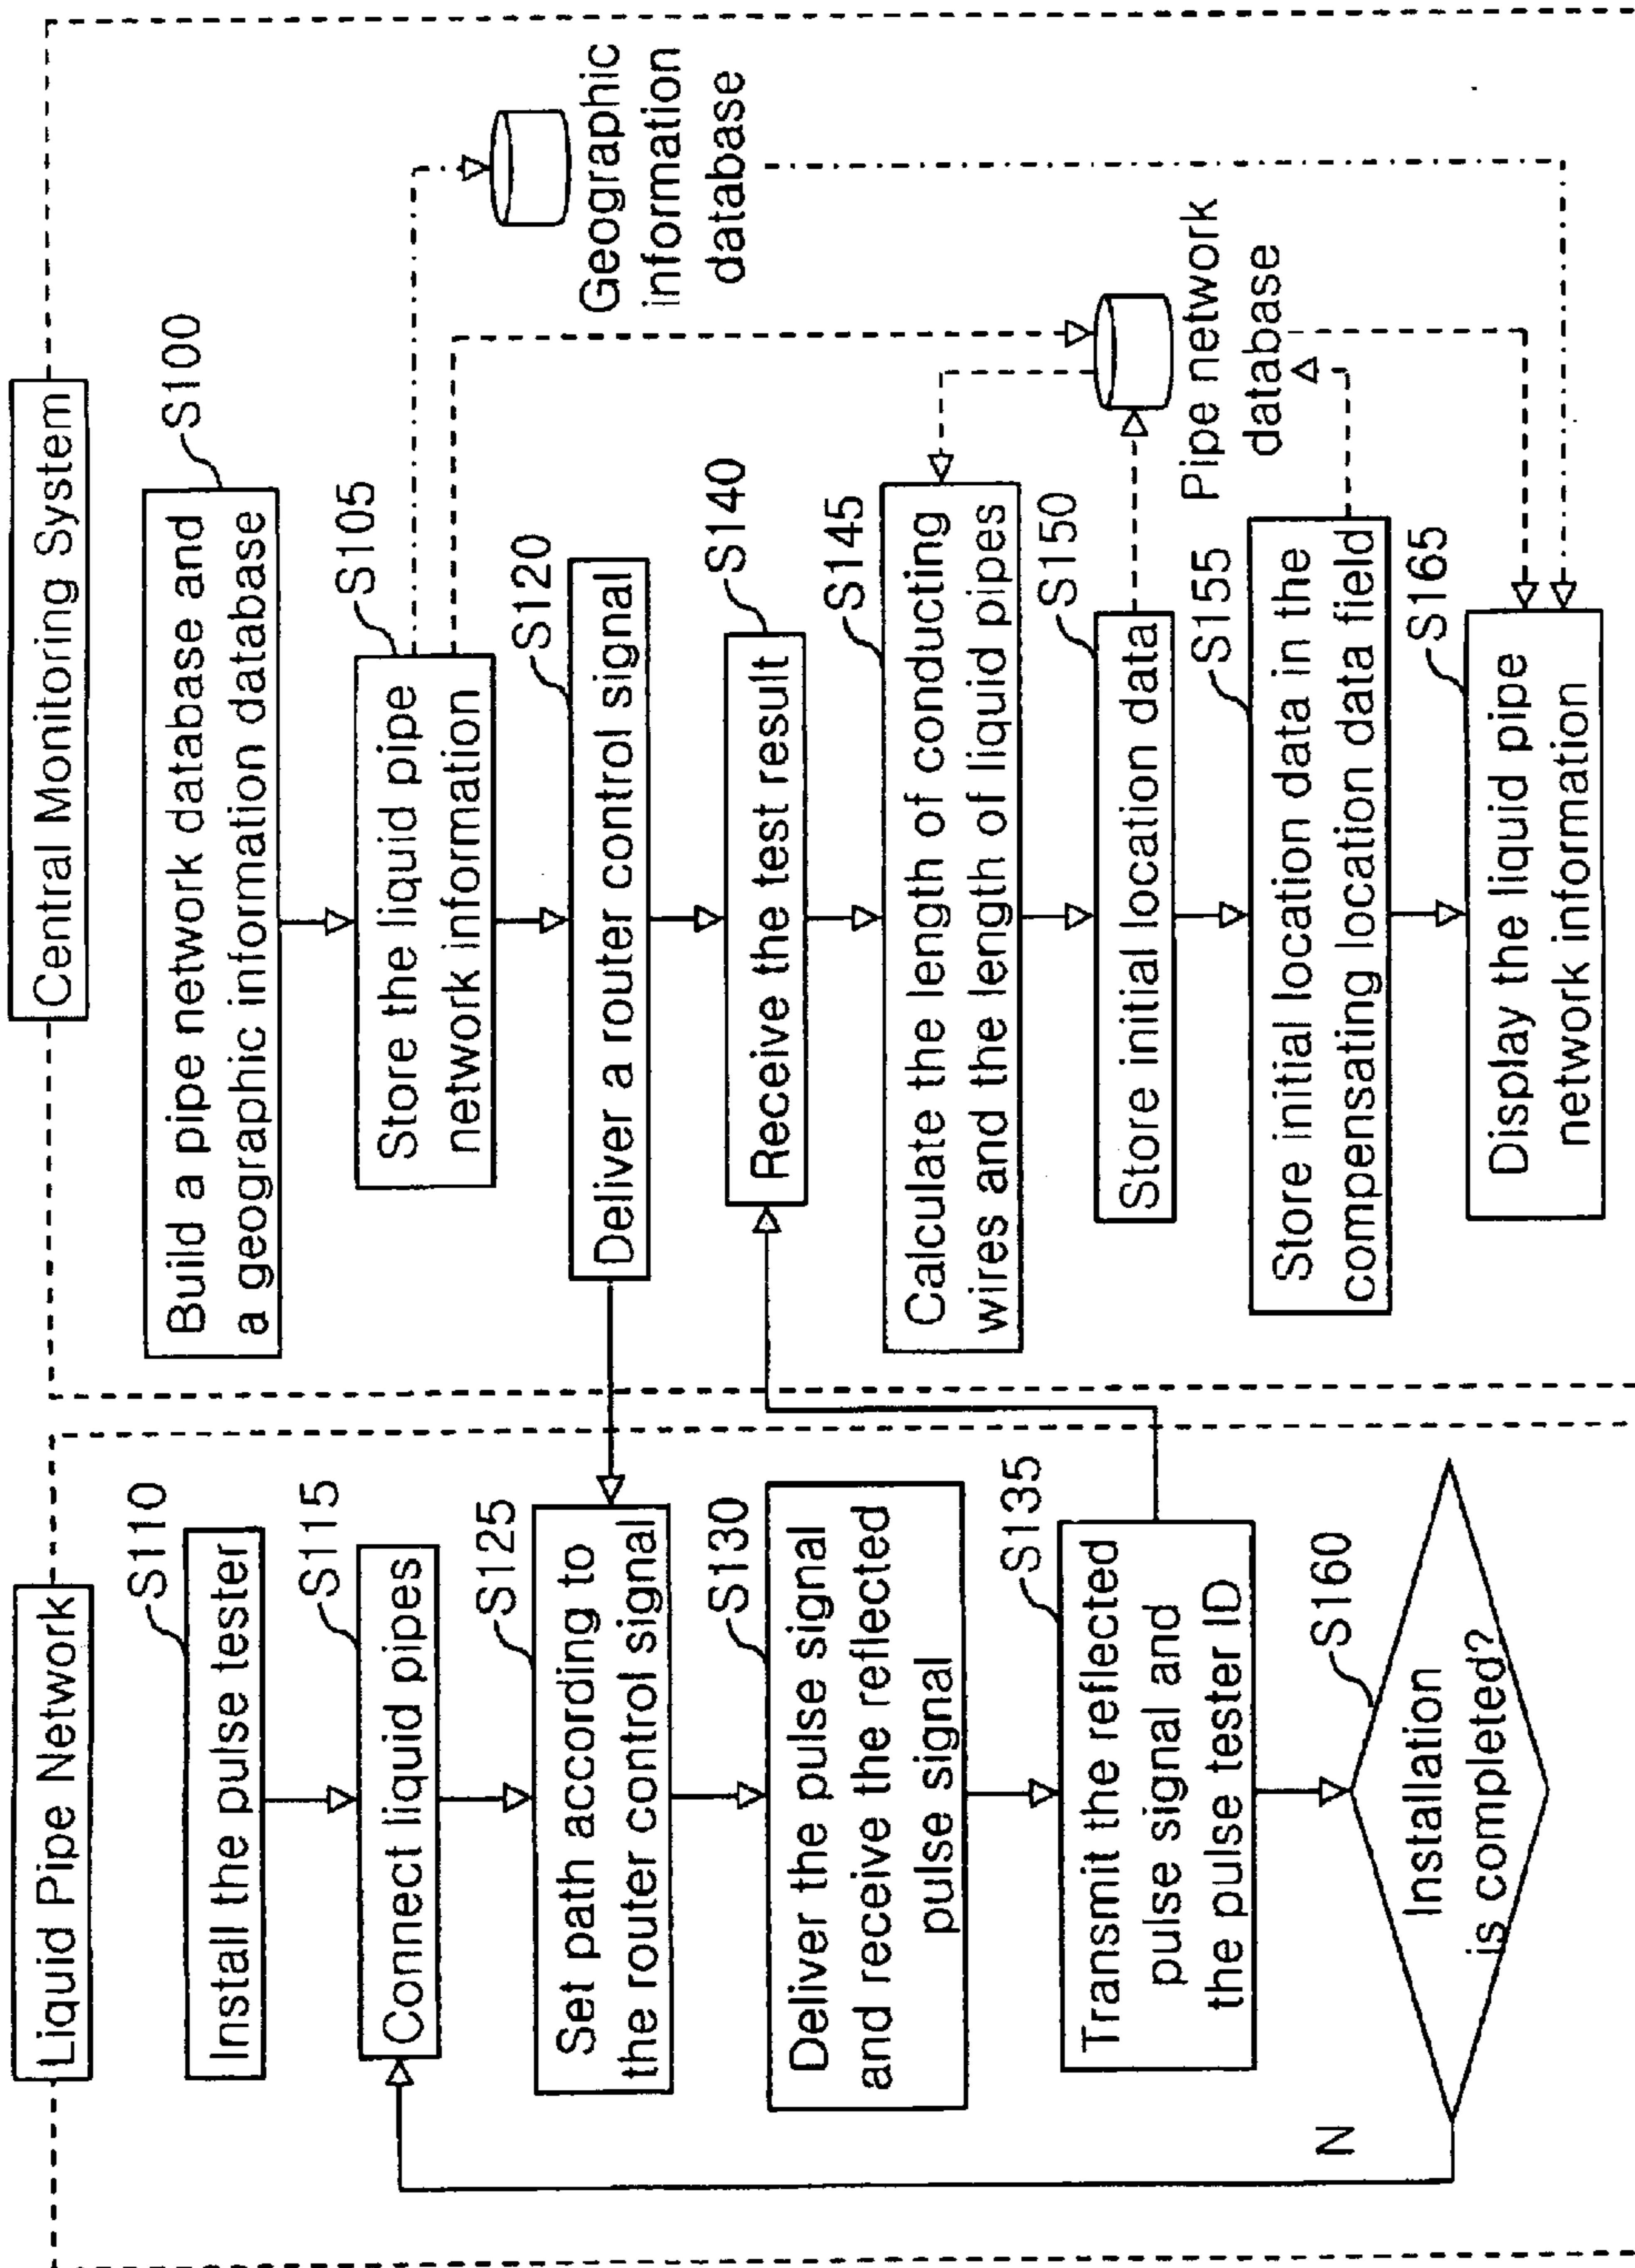 Liquid Pipe Network
S110
Install the pulse tester
S115
Connect liquid pipes
S125
Set path according to
the router control signal
S130
Deliver the pulse signal
and receive the reflected
pulse signal
S135
Transmit the reflected
pulse signal and
the pulse tester ID
S160
Installation
is completed?
N
Central Monitoring System
S100
Build a pipe network database and
a geographic information database
S105
Store the liquid pipe
network information
S120
Deliver a router control signal
S140
Receive the test result
S145
Calculate the length of conducting
wires and the length of liquid pipes
S150
Store initial location data
S155
Store initial location data in the
compensating location data field
S165
Display the liquid pipe
network information
Geographic
information
database
Pipe network
database